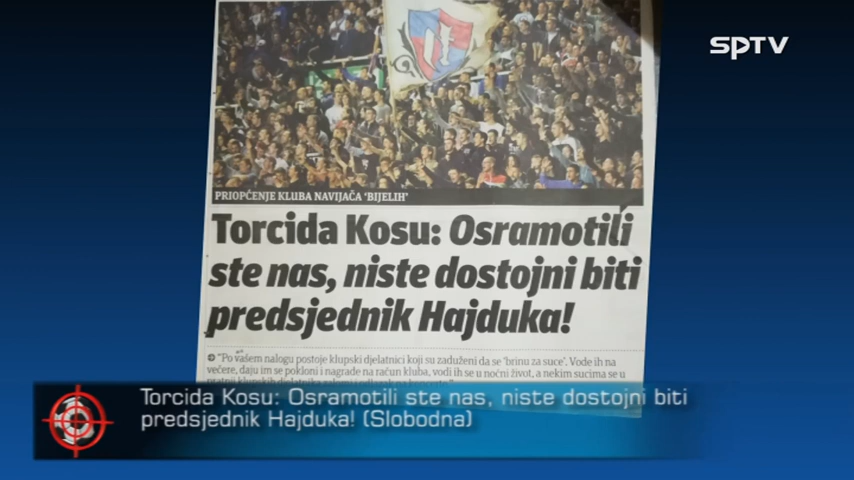 SPTV
PRIOPĆENJE KLUBA NAVIJAČA 'BIJELIH'
Torcida Kosu: Osramotili
ste nas, niste dostojni biti
predsjednik Hajduka!
"Po vašem nalogu postoje klupski djelatnici koji su zaduženi da se 'brinu za suce'. Vode ih na
večere, daju im se pokloni i nagrade na račun kluba, vodi ih se u noćni život, a nekim sucima se u
Torcida Kosu: Osramotili ste nas, niste dostojni biti
predsjednik Hajduka! (Slobodna)